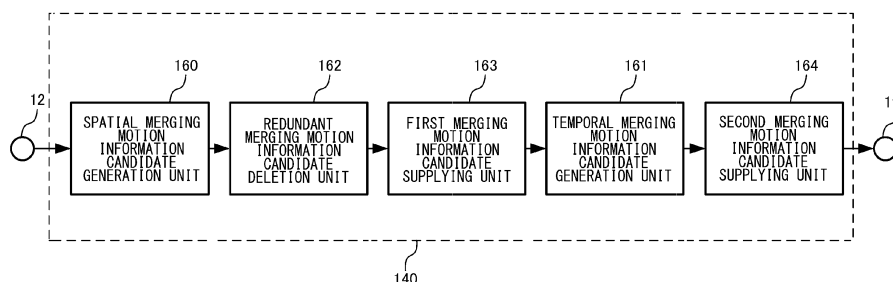 160
162
163
161
164
12
SPATIAL MERGING
MOTION
INFORMATION
CANDIDATE
GENERATION UNIT
REDUNDANT
MERGING MOTION
INFORMATION
CANDIDATE
DELETION UNIT
FIRST MERGING
MOTION
INFORMATION
CANDIDATE
SUPPLYING UNIT
TEMPORAL MERGING
MOTION
INFORMATION
CANDIDATE
GENERATION UNIT
SECOND MERGING
MOTION
INFORMATION
CANDIDATE
SUPPLYING UNIT
140